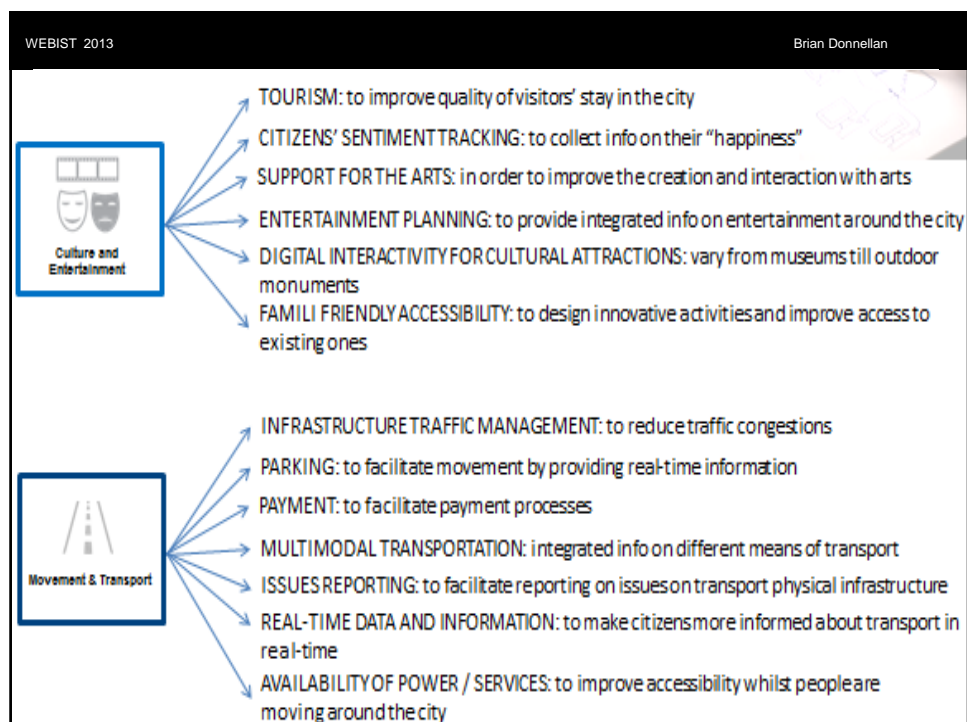 WEBIST 2013 Brian Donnellan
TOURISM: to improve quality of visitors' stay in the city
CITIZENS' SENTIMENT TRACKING: to collect info on their "happiness"
SUPPORT FOR THE ARTS: in order to improve the creation and interaction with arts
ENTERTAINMENT PLANNING: to provide integrated info on entertainment around the city
Culture and
Entertainment
DIGITAL INTERACTIVITY FOR CULTURAL ATTRACTIONS: vary from museums till outdoor
monuments
FAMILI FRIENDLY ACCESSIBILITY: to design innovative activities and improve access to
existing ones
INFRASTRUCTURE TRAFFIC MANAGEMENT: to reduce traffic congestions
PARKING: to facilitate movement by providing real-time information
PAYMENT: to facilitate payment processes
MULTIMODAL TRANSPORTATION: integrated info on different means of transport
Movement & Transport
ISSUES REPORTING: to facilitate reporting on issues on transport physical infrastructure
REAL-TIME DATA AND INFORMATION: to make citizens more informed about transport in
real-time
AVAILABILITY OF POWER / SERVICES: to improve accessibility whilst people are
moving around the city